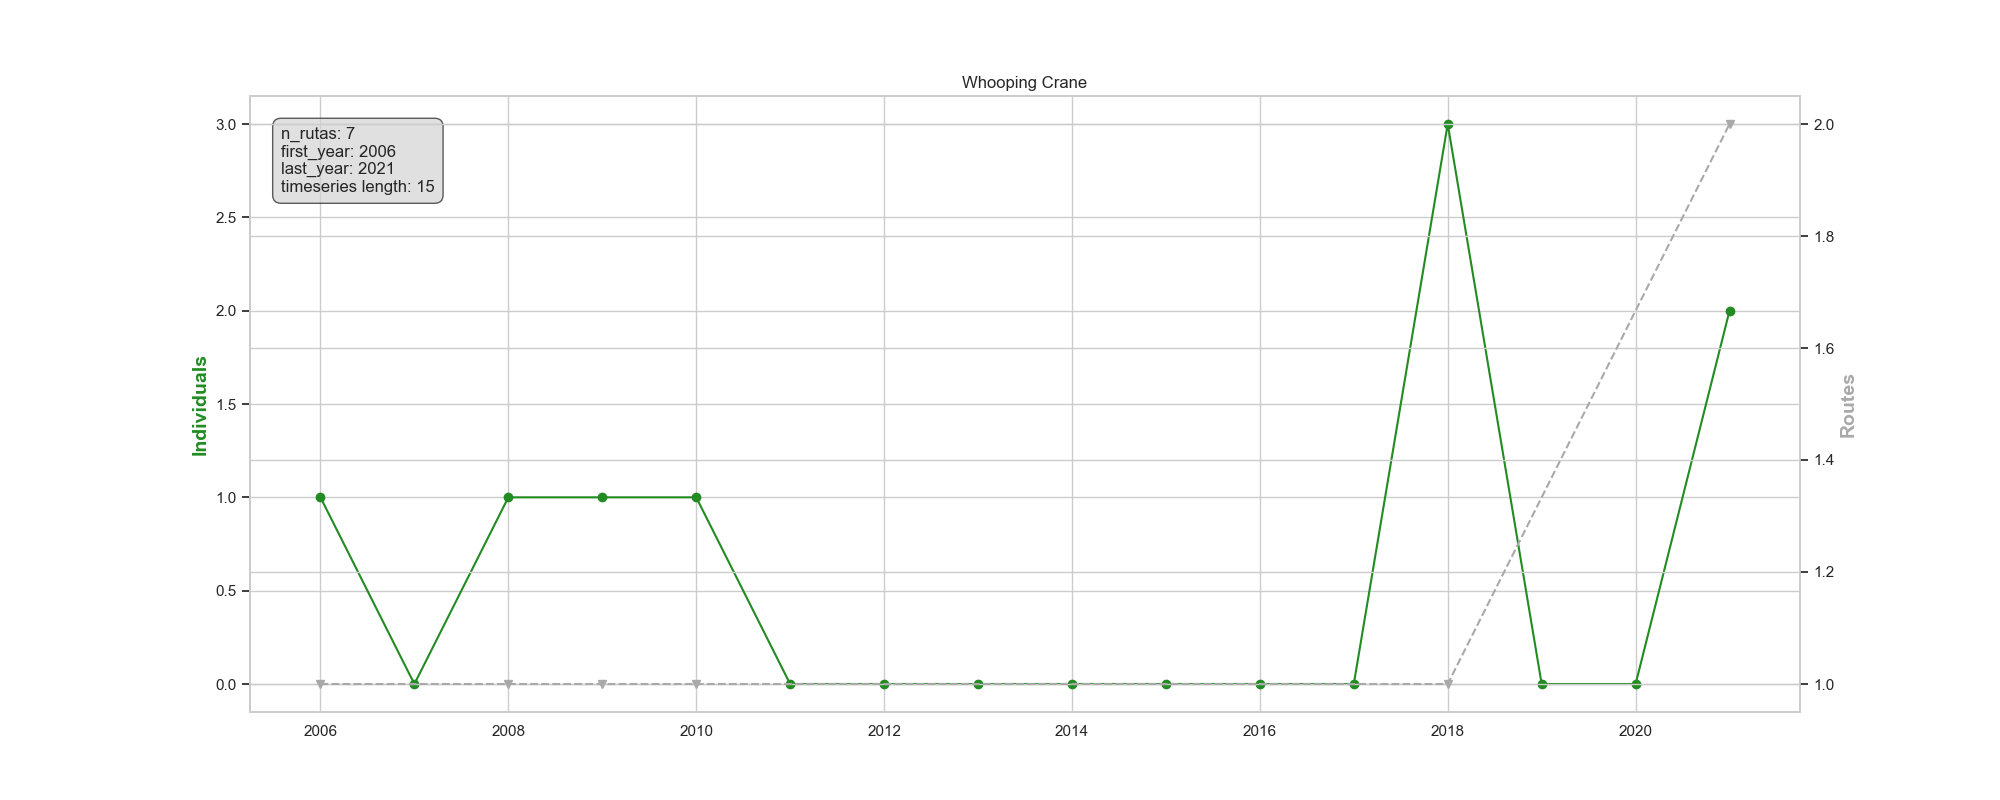 Whooping Crane
n_rutas: 7
first_year: 2006
last_year: 2021
timeseries length: 15
3.0
2.5
2.0
1.5
1.0
0.5
0.0
Individuals
2.0
1.8
1.6
1.4
1.2
1.0
Routes
2006 2008 2010 2012 2014 2016 2018 2020